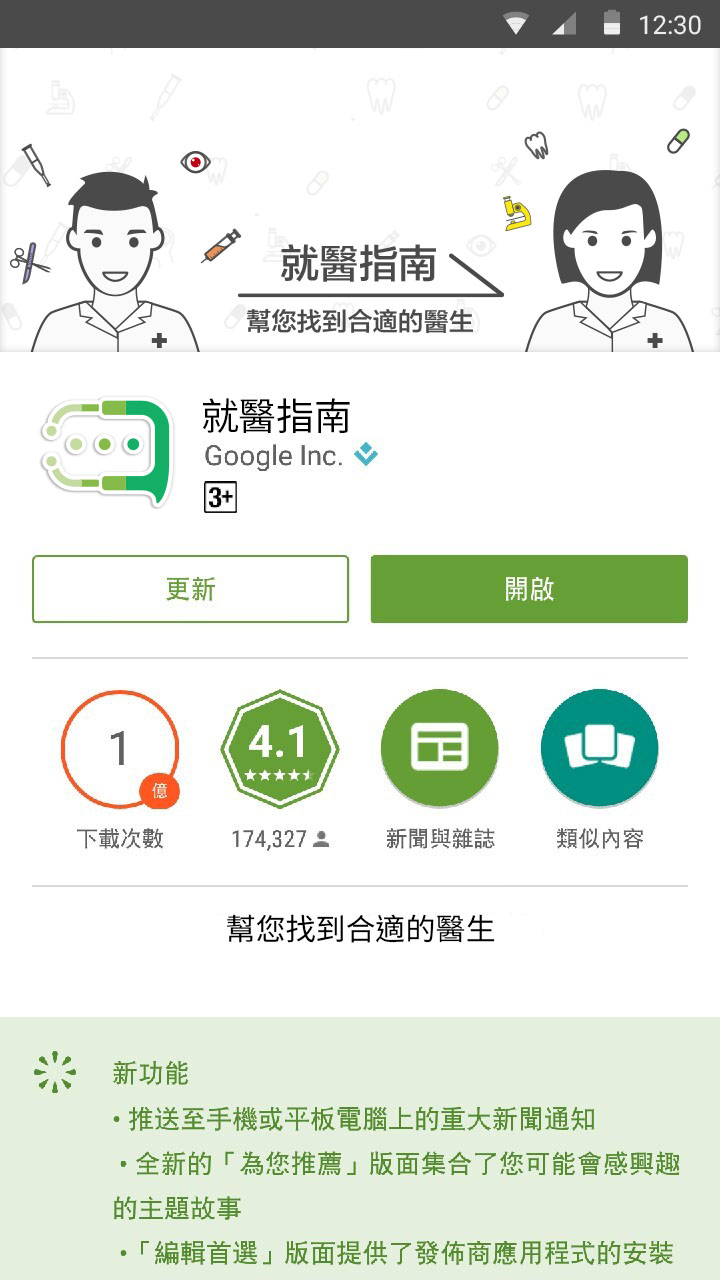 12:30
就醫指南
幫您找到合適的醫生
就醫指南
Google Inc.
3+
更新
開啟
1
億
4.1
下載次數
174,327
新聞與雜誌
類似內容
幫您找到合適的醫生
新功能
• 推送至手機或平板電腦上的重大新聞通知
• 全新的「為您推薦」版面集合了您可能會感興趣
的主題故事
•「編輯首選」版面提供了發佈商應用程式的安裝